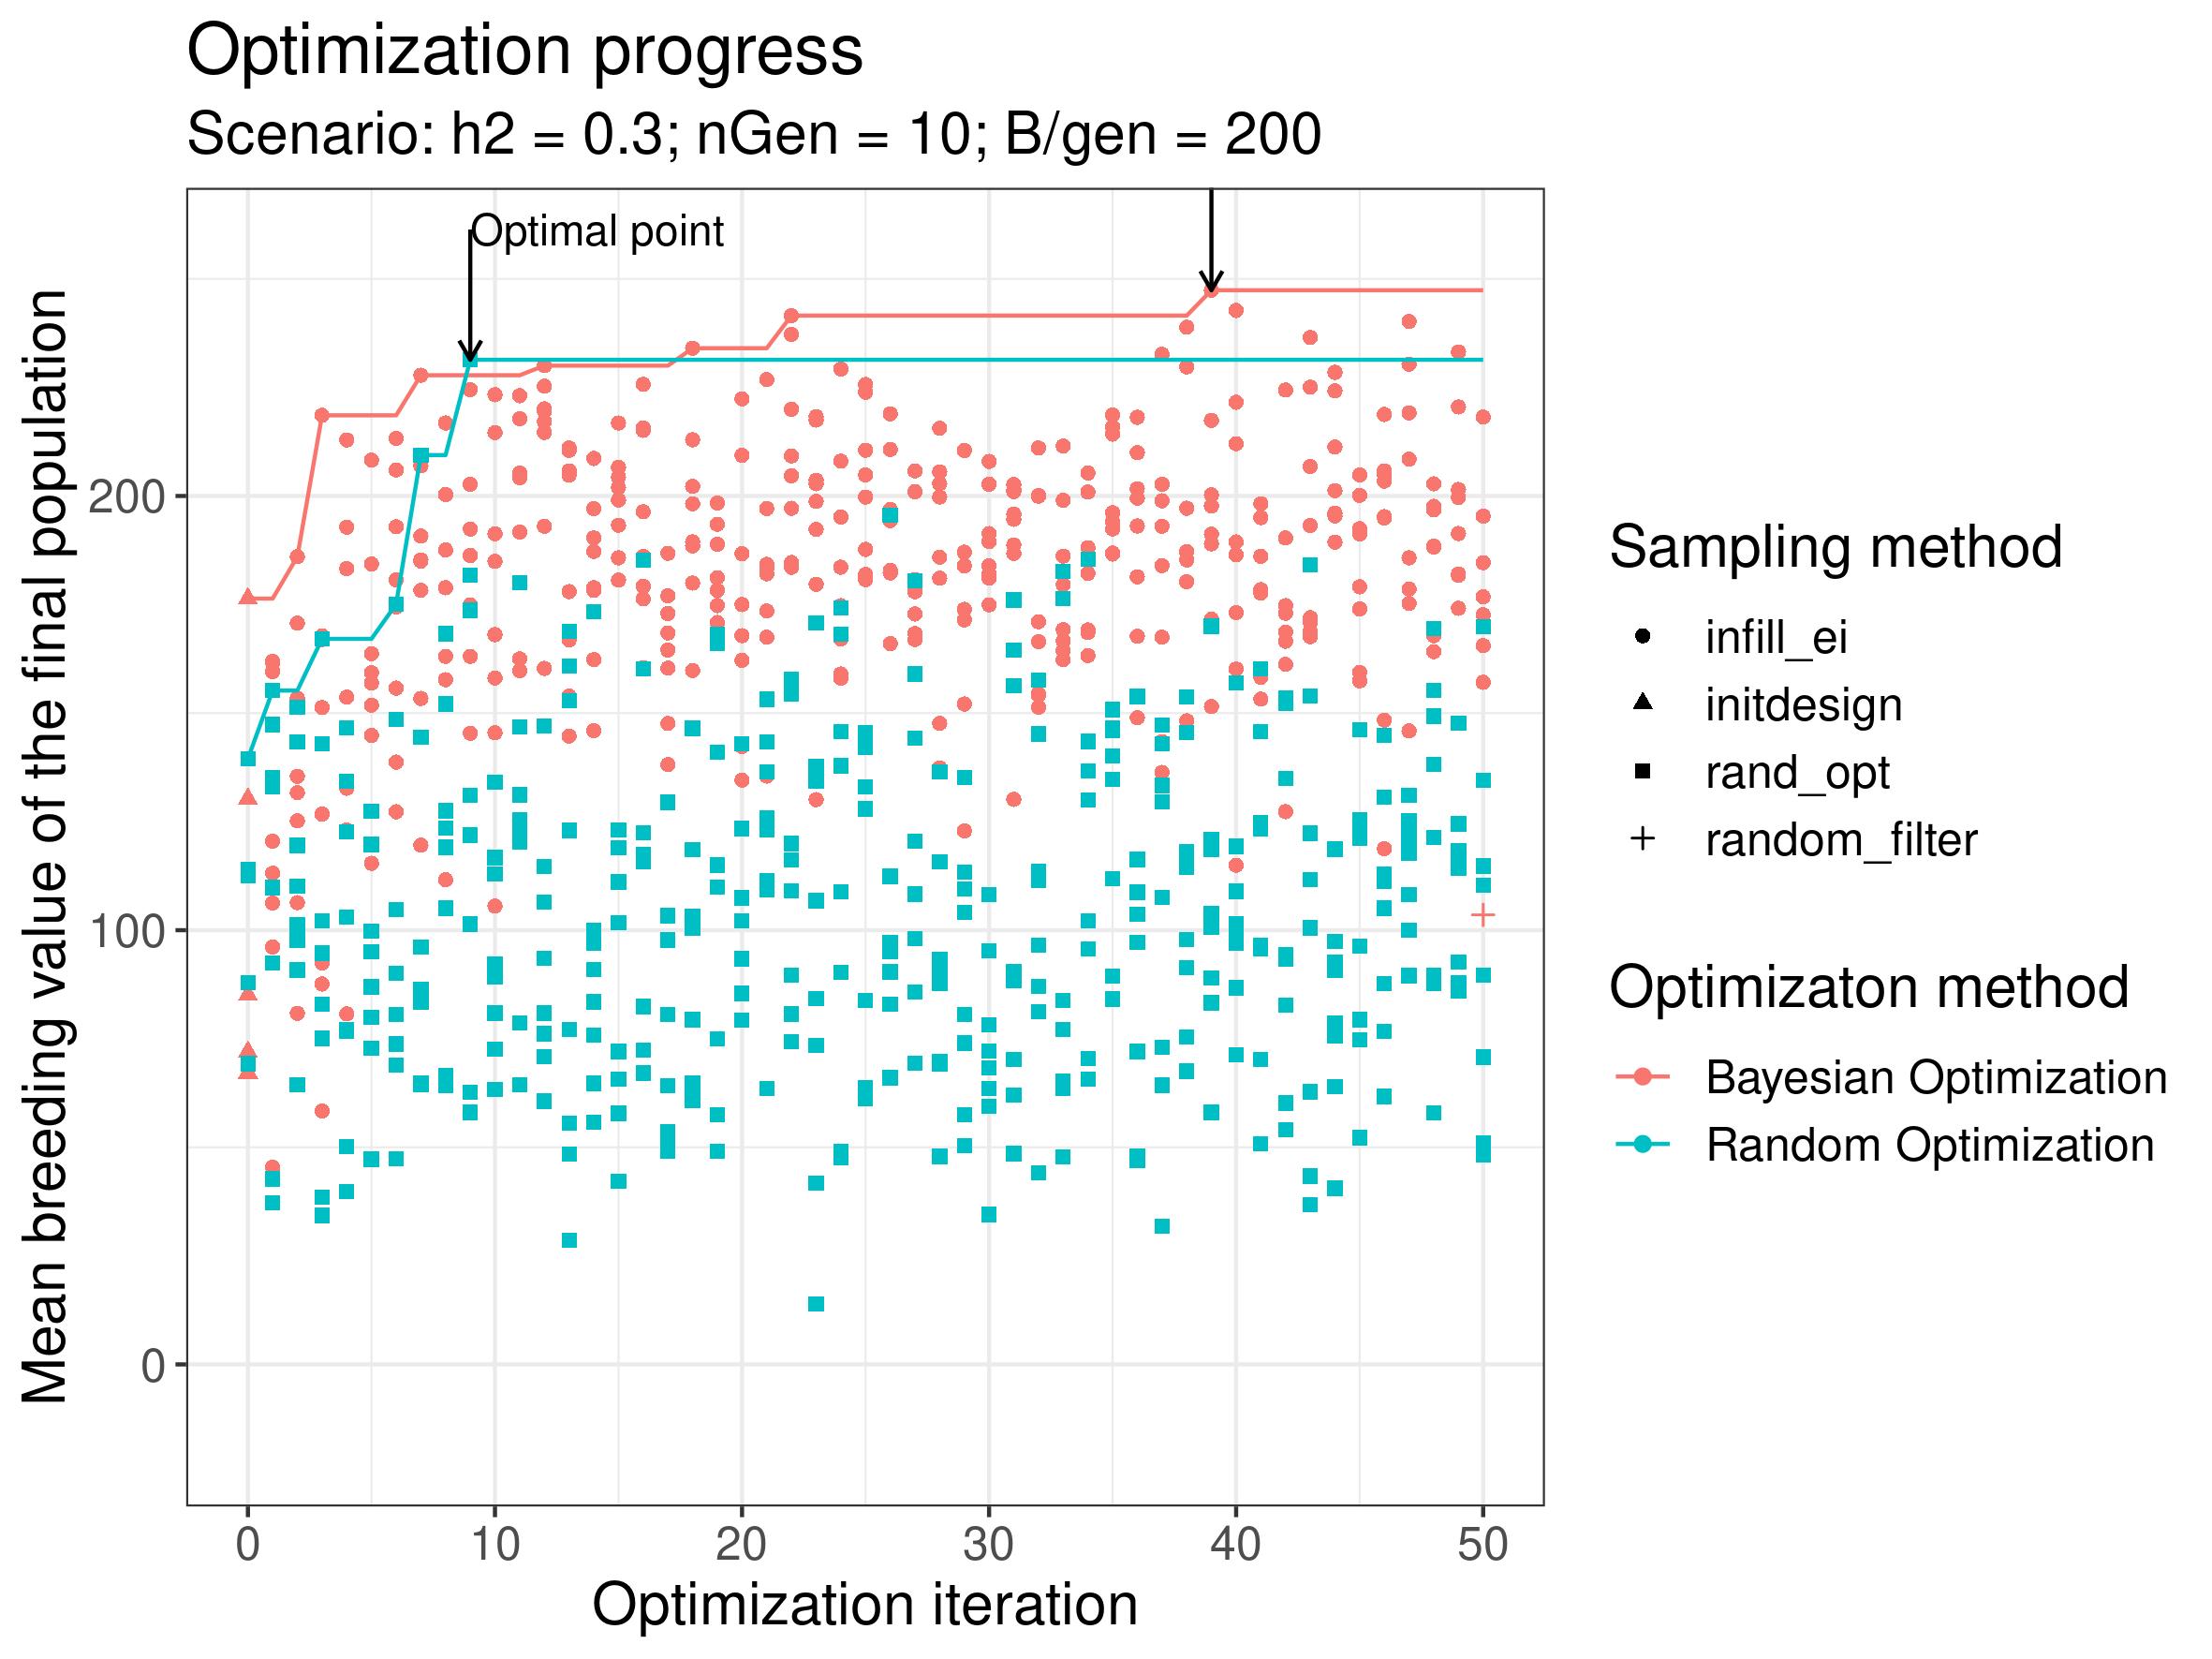 Optimization progress
Scenario: h2 = 0.3; nGen = 10; B/gen = 200
Optimal point
Mean breeding value of the final population
200
100
0
0 10 20 30 40 50
Optimization iteration
Sampling method
infill_ei
initdesign
rand_opt
random_filter
Optimizaton method
Bayesian Optimization
Random Optimization